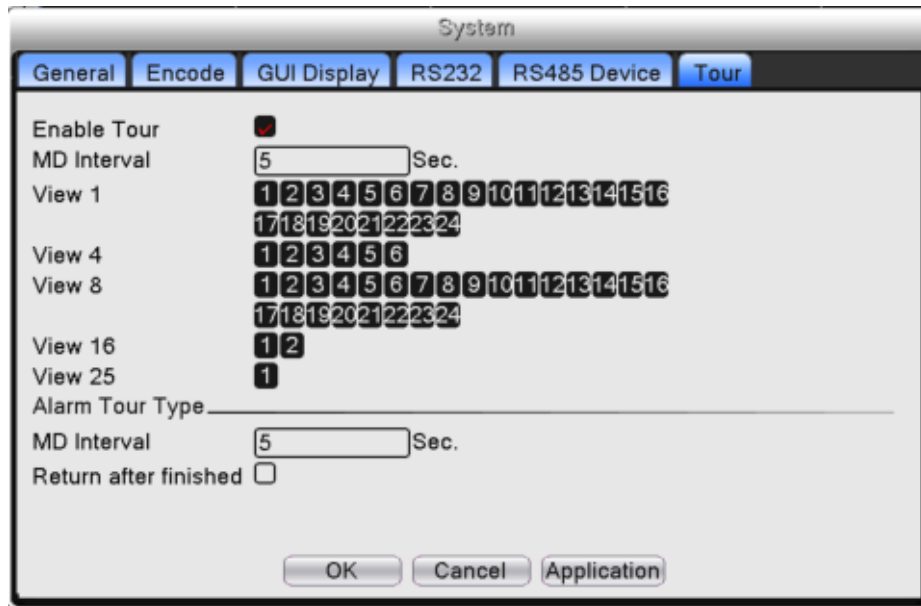 System
General Encode GUI Display RS232 RS485 Device Tour
Enable Tour
MD Interval 5 Sec.
View 1 1 2 3 4 5 6 7 8 9 10 11 12 13 14 15 16
17 18 19 20 21 22 23 24
View 4 1 2 3 4 5 6
View 8 1 2 3 4 5 6 7 8 9 10 11 12 13 14 15 16
17 18 19 20 21 22 23 24
View 16 1 2
View 25 1
Alarm Tour Type
MD Interval 5 Sec.
Return after finished
OK Cancel Application